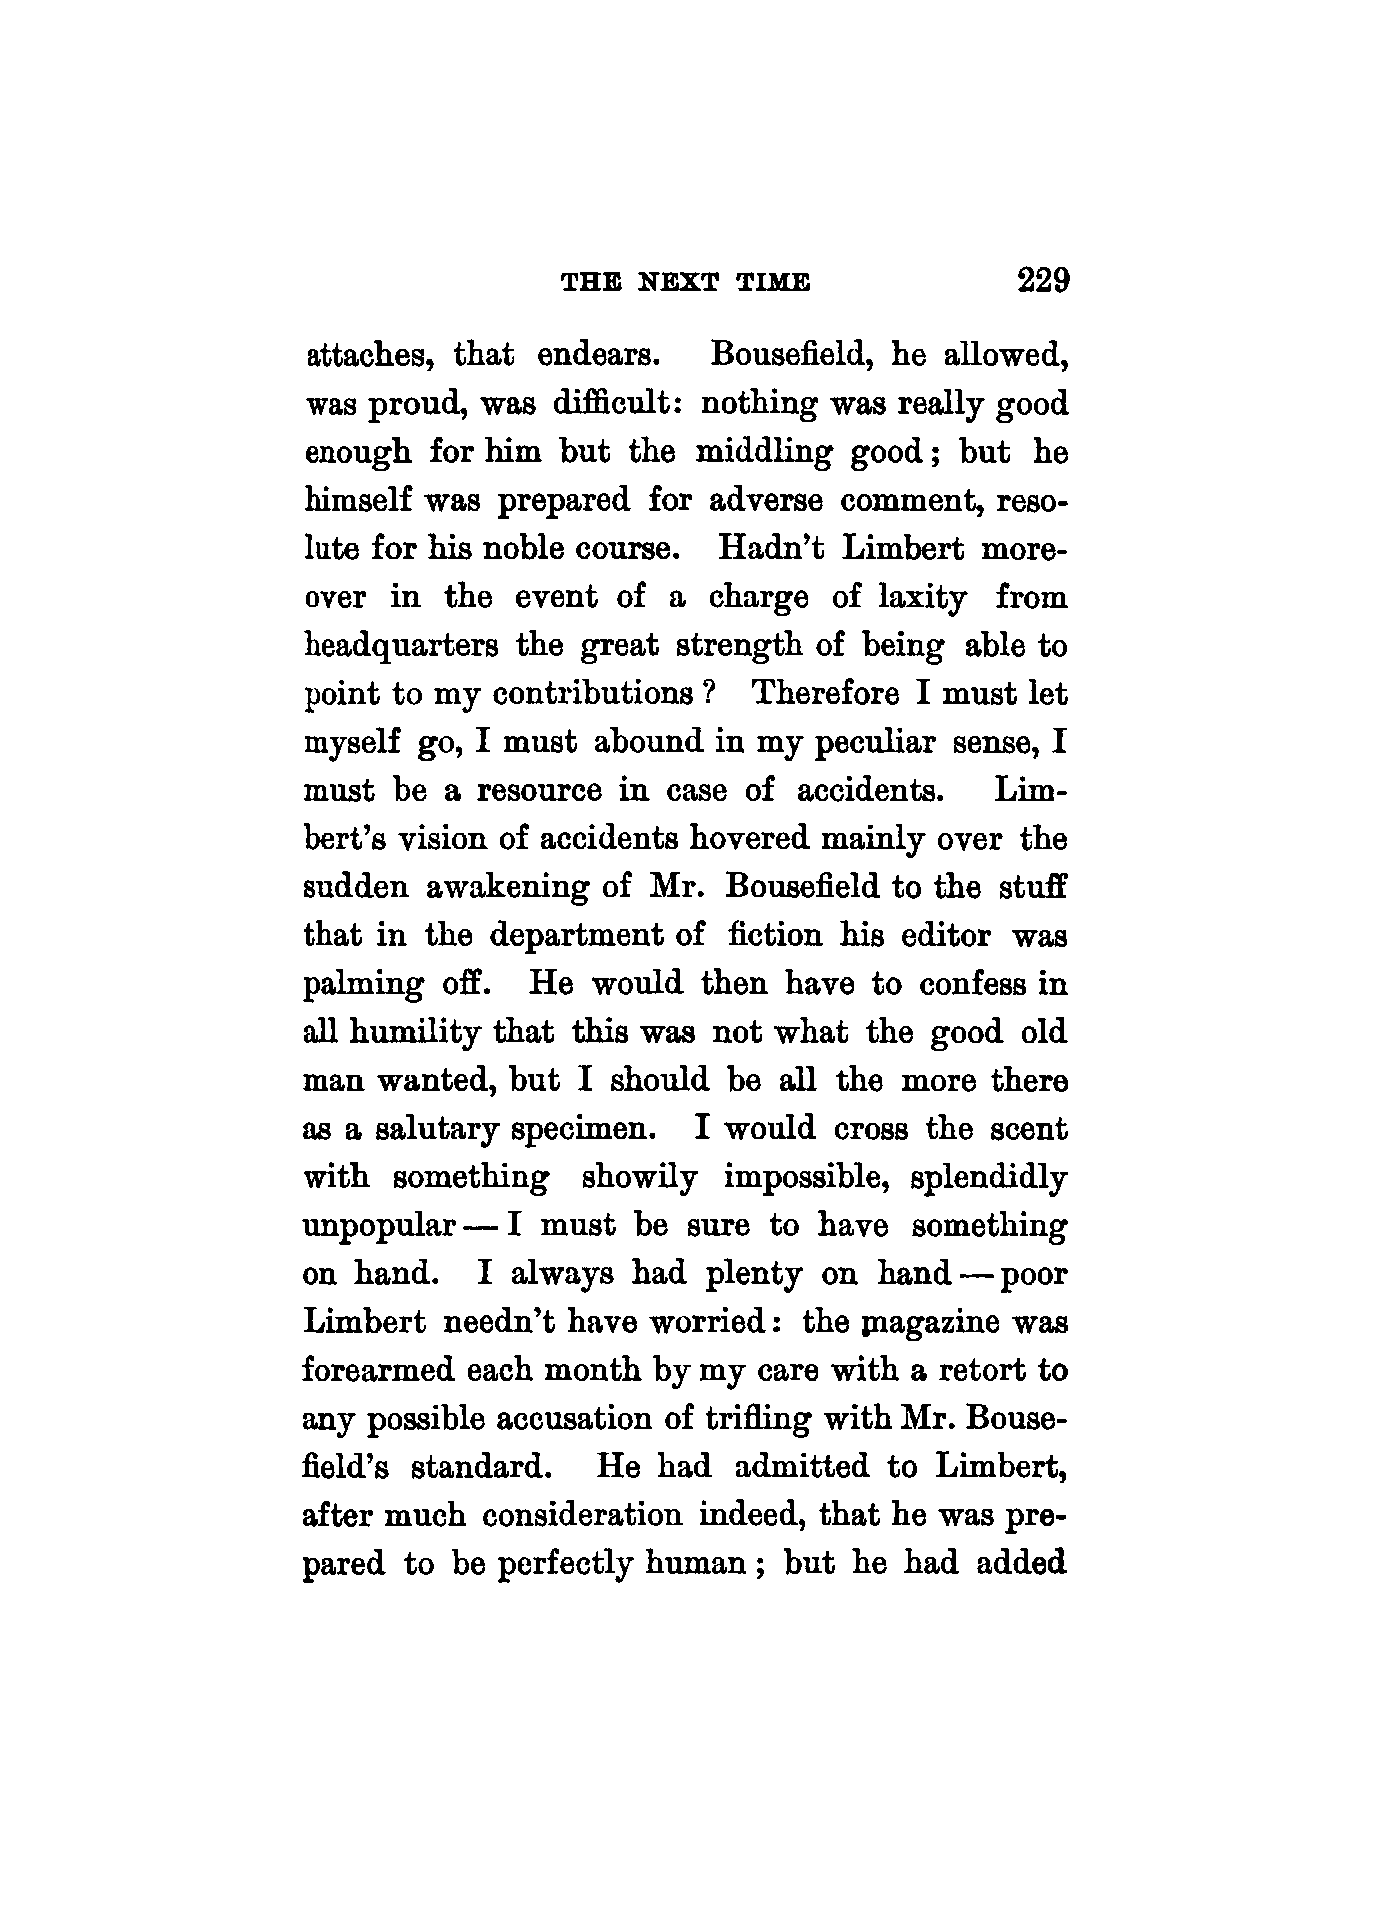 THE NEXT TIME 229
attaches, that endears. Bousefield, he allowed,
was proud, was difficult: nothing was really good
enough for him but the middling good; but he
himself was prepared for adverse comment, reso-
lute for his noble course. Hadn't Limbert more-
over in the event of a charge of laxity from
headquarters the great strength of being able to
point to my contributions? Therefore I must let
myself go, I must abound in my peculiar sense, I
must be a resource in case of accidents. Lim-
bert's vision of accidents hovered mainly over the
sudden awakening of Mr. Bousefield to the stuff
that in the department of fiction his editor was
palming off. He would then have to confess in
all humility that this was not what the good old
man wanted, but I should be all the more there
as a salutary specimen. I would cross the scent
with something showily impossible, splendidly
unpopular—I must be sure to have something
on hand. I always had plenty on hand—poor
Limbert needn't have worried: the magazine was
forearmed each month by my care with a retort to
any possible accusation of trifling with Mr. Bouse-
field's standard. He had admitted to Limbert,
after much consideration indeed, that he was pre-
pared to be perfectly human; but he had added